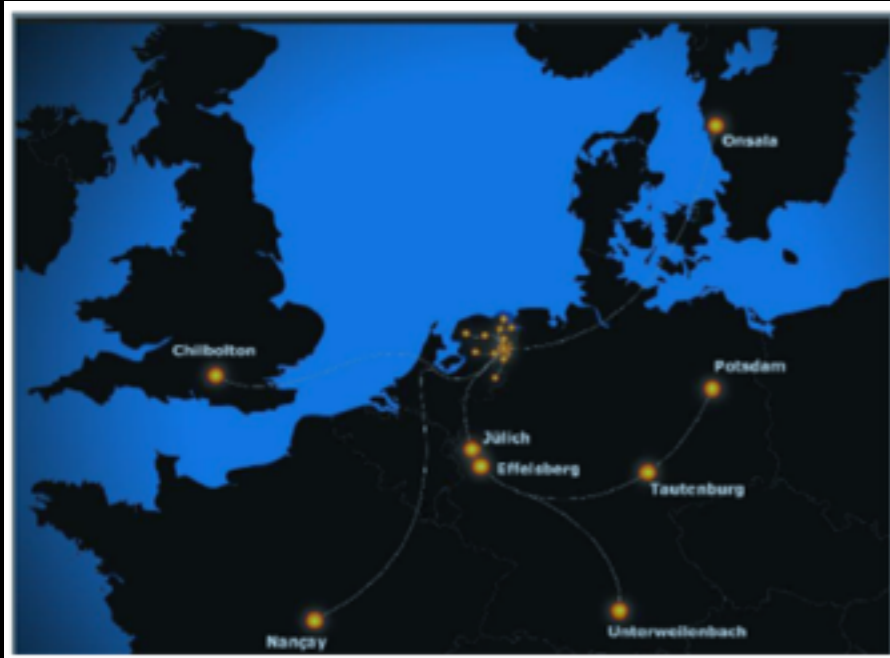 Onsala
Chilbolton
Potsdam
Jülich
Effelsberg
Tautenburg
Unterweilenbach
Nançay